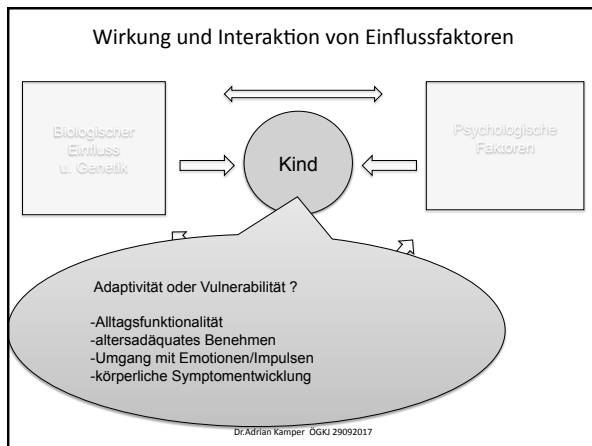 Wirkung und Interaktion von Einflussfaktoren
Biologischer
Einfluss
u. Genetik
Kind
Psychologische
Faktoren
Adaptivität oder Vulnerabilität ?
-Alltagsfunktionalität
-altersadäquates Benehmen
-Umgang mit Emotionen/Impulsen
-körperliche Symptomentwicklung
Dr.Adrian Kamper ÖGKJ 29092017